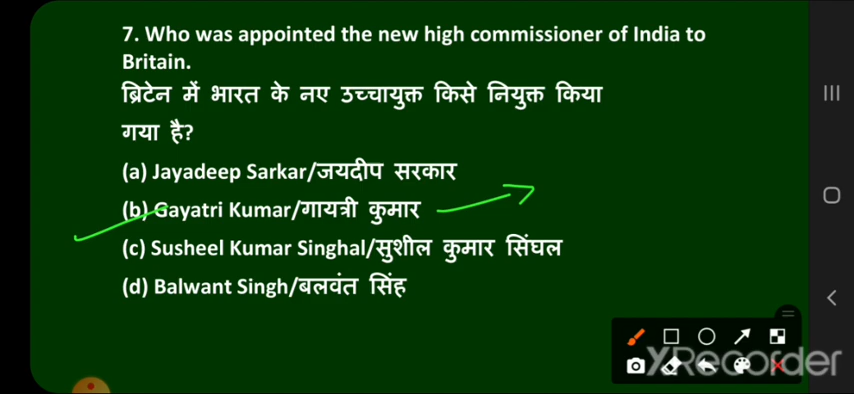 7. Who was appointed the new high commissioner of India to
Britain.
ब्रिटेन में भारत के नए उच्चायुक्त किसे नियुक्त किया
गया है?
(a) Jayadeep Sarkar/जयदीप सरकार
(b) Gayatri Kumar/गायत्री कुमार
(c) Susheel Kumar Singhal/सुशील कुमार सिंघल
(d) Balwant Singh/बलवंत सिंह
XRecorder